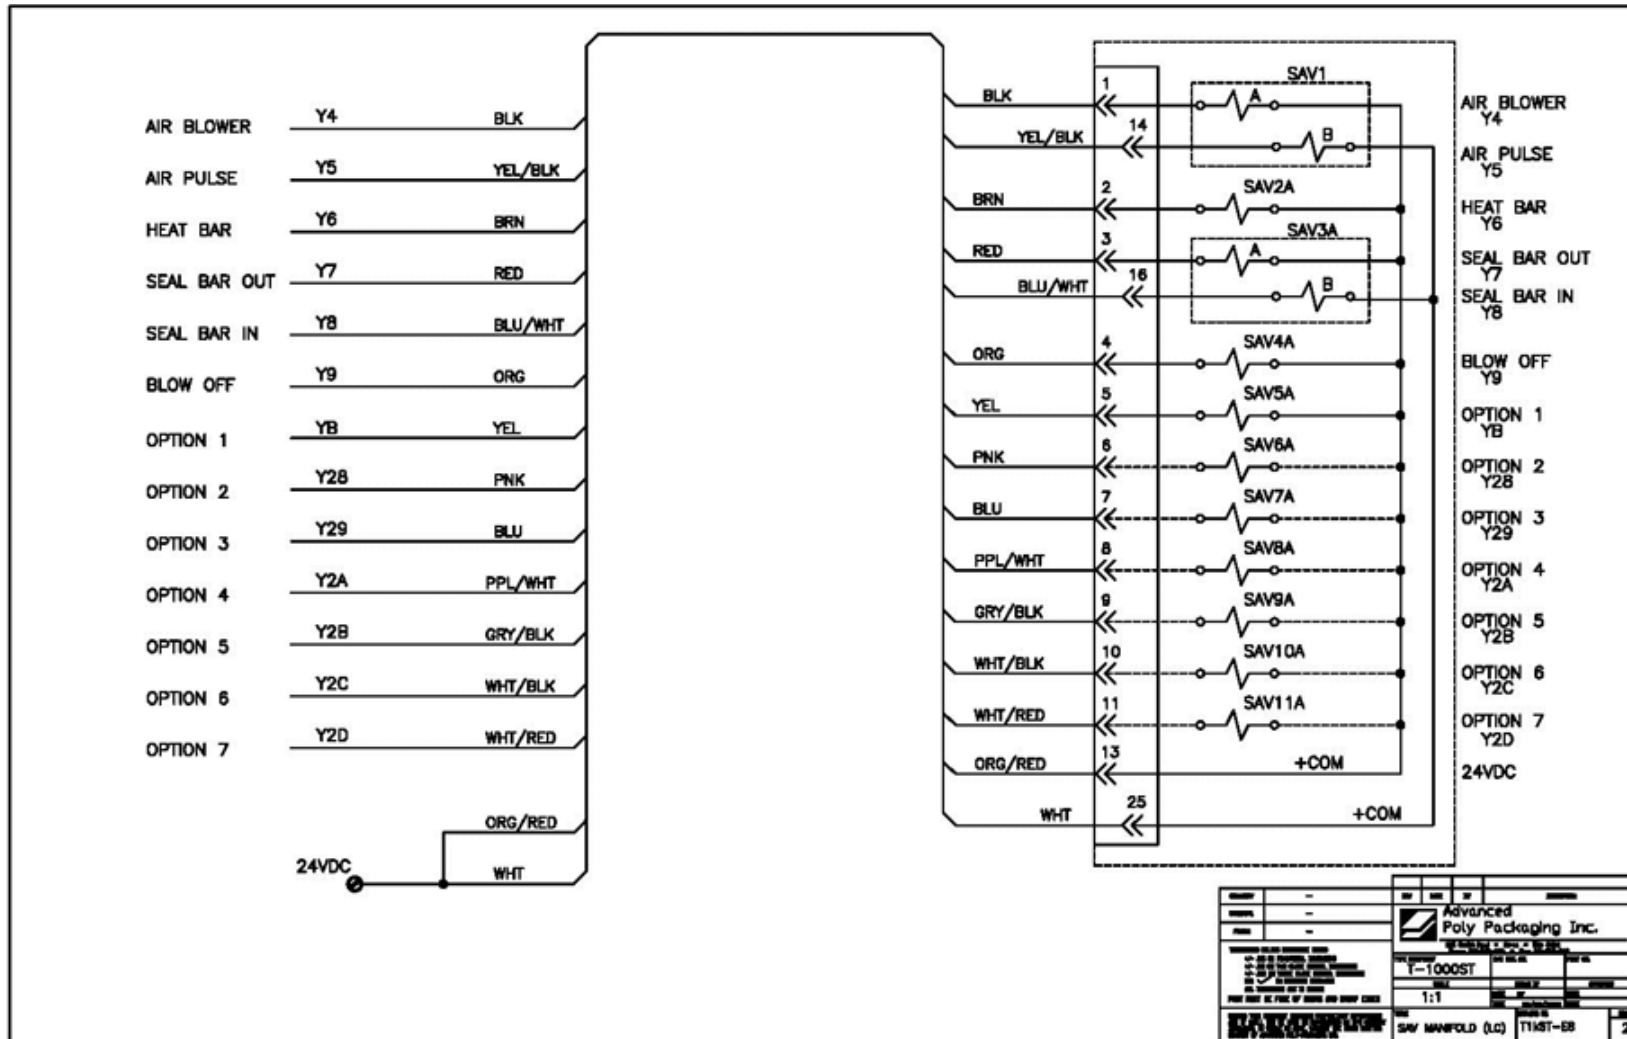 AIR BLOWER Y4 BLK
AIR PULSE Y5 YEL/BLK
HEAT BAR Y6 BRN
SEAL BAR OUT Y7 RED
SEAL BAR IN Y8 BLU/WHT
BLOW OFF Y9 ORG
OPTION 1 YB YEL
OPTION 2 Y28 PNK
OPTION 3 Y29 BLU
OPTION 4 Y2A PPL/WHT
OPTION 5 Y2B GRY/BLK
OPTION 6 Y2C WHT/BLK
OPTION 7 Y2D WHT/RED
ORG/RED
24VDC WHT
SAV1
BLK 1 A AIR BLOWER
Y4
YEL/BLK 14 B AIR PULSE
Y5
BRN 2 SAV2A HEAT BAR
Y6
SAV3A
RED 3 A SEAL BAR OUT
Y7
BLU/WHT 16 B SEAL BAR IN
Y8
ORG 4 SAV4A BLOW OFF
Y9
YEL 5 SAV5A OPTION 1
YB
PNK 6 SAV6A OPTION 2
Y28
BLU 7 SAV7A OPTION 3
Y29
PPL/WHT 8 SAV8A OPTION 4
Y2A
GRY/BLK 9 SAV9A OPTION 5
Y2B
WHT/BLK 10 SAV10A OPTION 6
Y2C
WHT/RED 11 SAV11A OPTION 7
Y2D
ORG/RED 13 +COM 24VDC
WHT 25 +COM
Advanced
Poly Packaging Inc.
T-1000ST
1:1
SAV MANIFOLD (LC) T1kST-E8 2